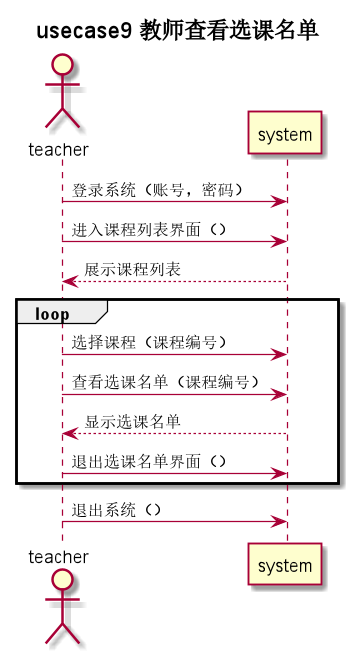 usecase9 教师查看选课名单
teacher
system
登录系统（账号，密码）
进入课程列表界面（）
展示课程列表
loop
选择课程（课程编号）
查看选课名单（课程编号）
显示选课名单
退出选课名单界面（）
退出系统（）
teacher
system